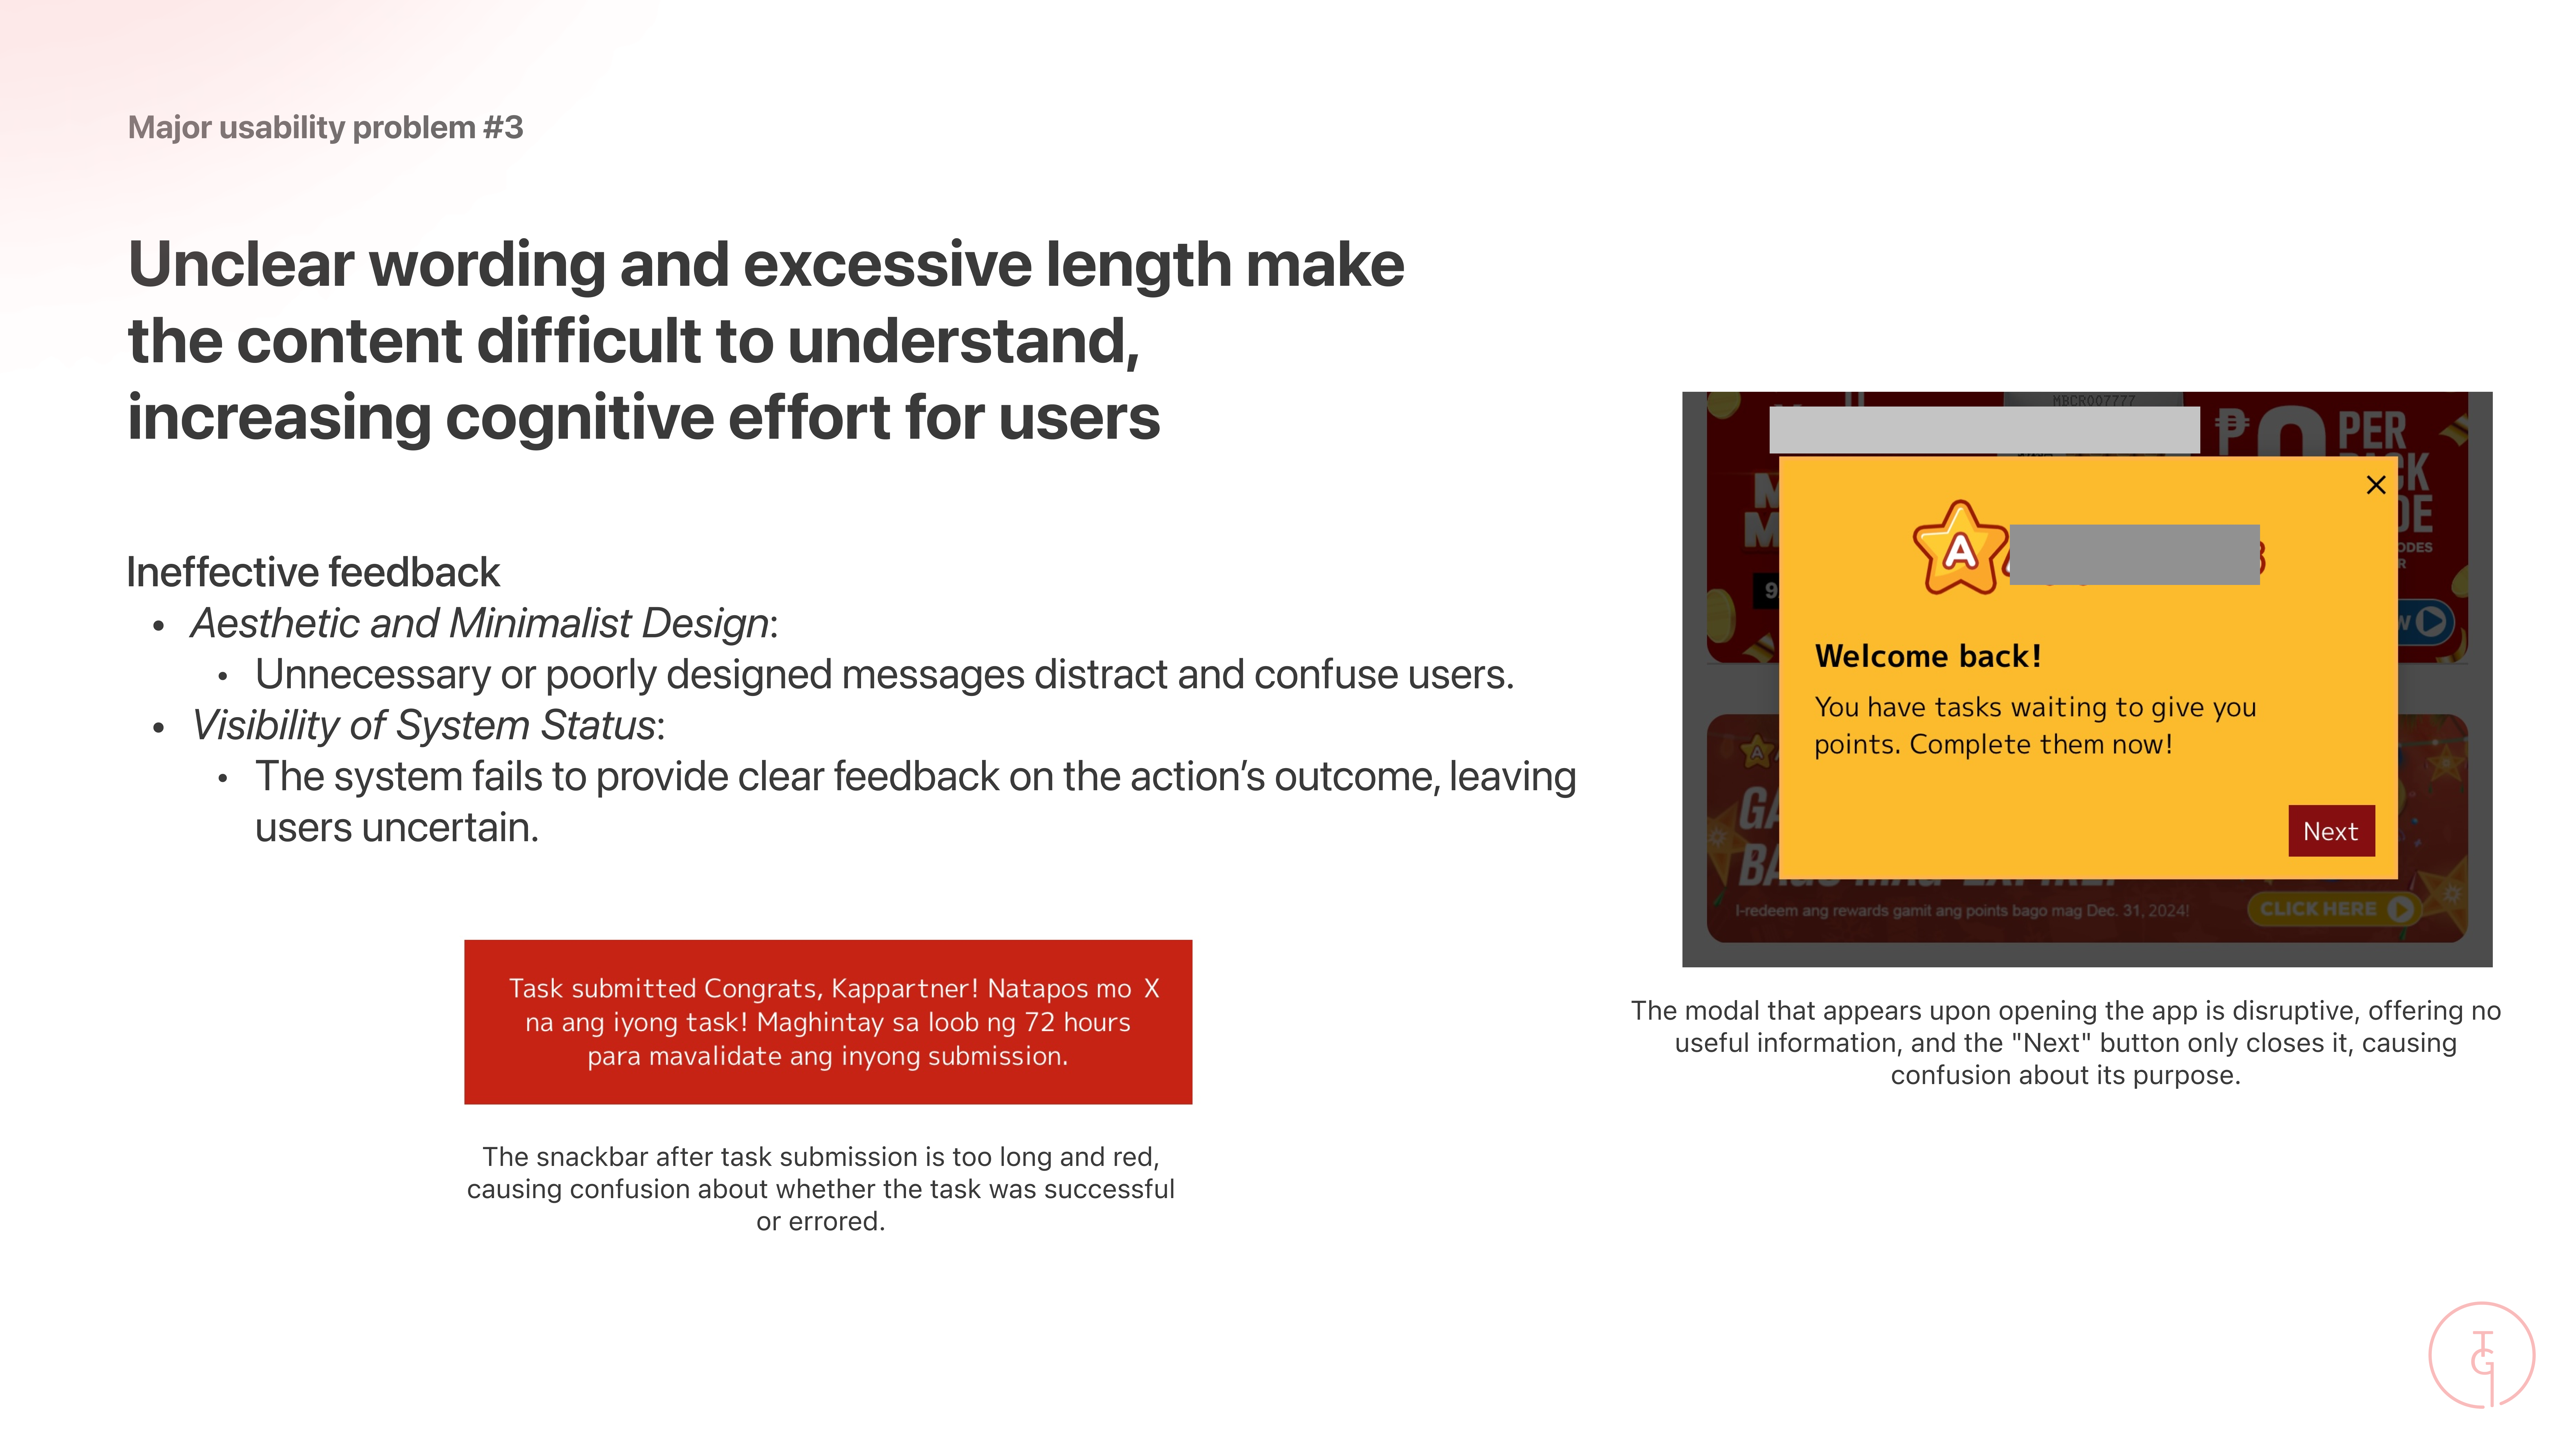 Major usability problem #3
Unclear wording and excessive length make
the content difficult to understand,
increasing cognitive effort for users
Ineffective feedback
• Aesthetic and Minimalist Design:
• Unnecessary or poorly designed messages distract and confuse users.
• Visibility of System Status:
• The system fails to provide clear feedback on the action’s outcome, leaving
users uncertain.
Task submitted Congrats, Kappartner! Natapos mo X
na ang iyong task! Maghintay sa loob ng 72 hours
para mavalidate ang inyong submission.
The snackbar after task submission is too long and red,
causing confusion about whether the task was successful
or errored.
MBCR007777
₱0 PER
A
Welcome back!
You have tasks waiting to give you
points. Complete them now!
Next
I-redeem ang rewards gamit ang points bago mag Dec. 31, 2024!
CLICK HERE
The modal that appears upon opening the app is disruptive, offering no
useful information, and the "Next" button only closes it, causing
confusion about its purpose.
TG